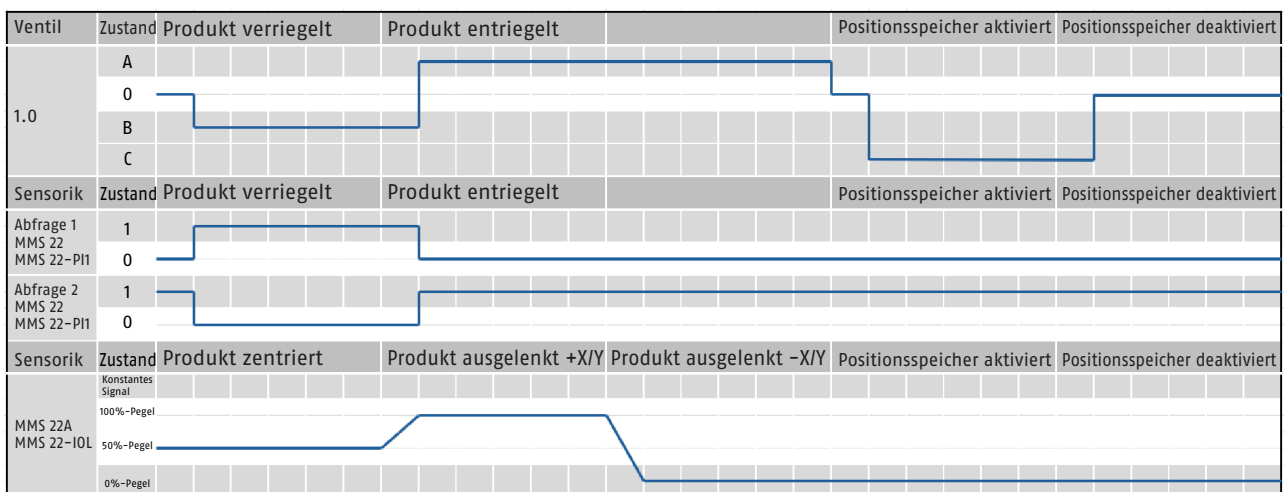 Ventil Zustand Produkt verriegelt Produkt entriegelt Positionsspeicher aktiviert Positionsspeicher deaktiviert
A
0
1.0
B
C
Sensorik Zustand Produkt verriegelt Produkt entriegelt Positionsspeicher aktiviert Positionsspeicher deaktiviert
Abfrage 1
MMS 22
MMS 22-PI1
1
0
Abfrage 2
MMS 22
MMS 22-PI1
1
0
Sensorik Zustand Produkt zentriert Produkt ausgelenkt +X/Y Produkt ausgelenkt -X/Y Positionsspeicher aktiviert Positionsspeicher deaktiviert
Konstantes
Signal
100%-Pegel
MMS 22A
MMS 22-IOL
50%-Pegel
0%-Pegel